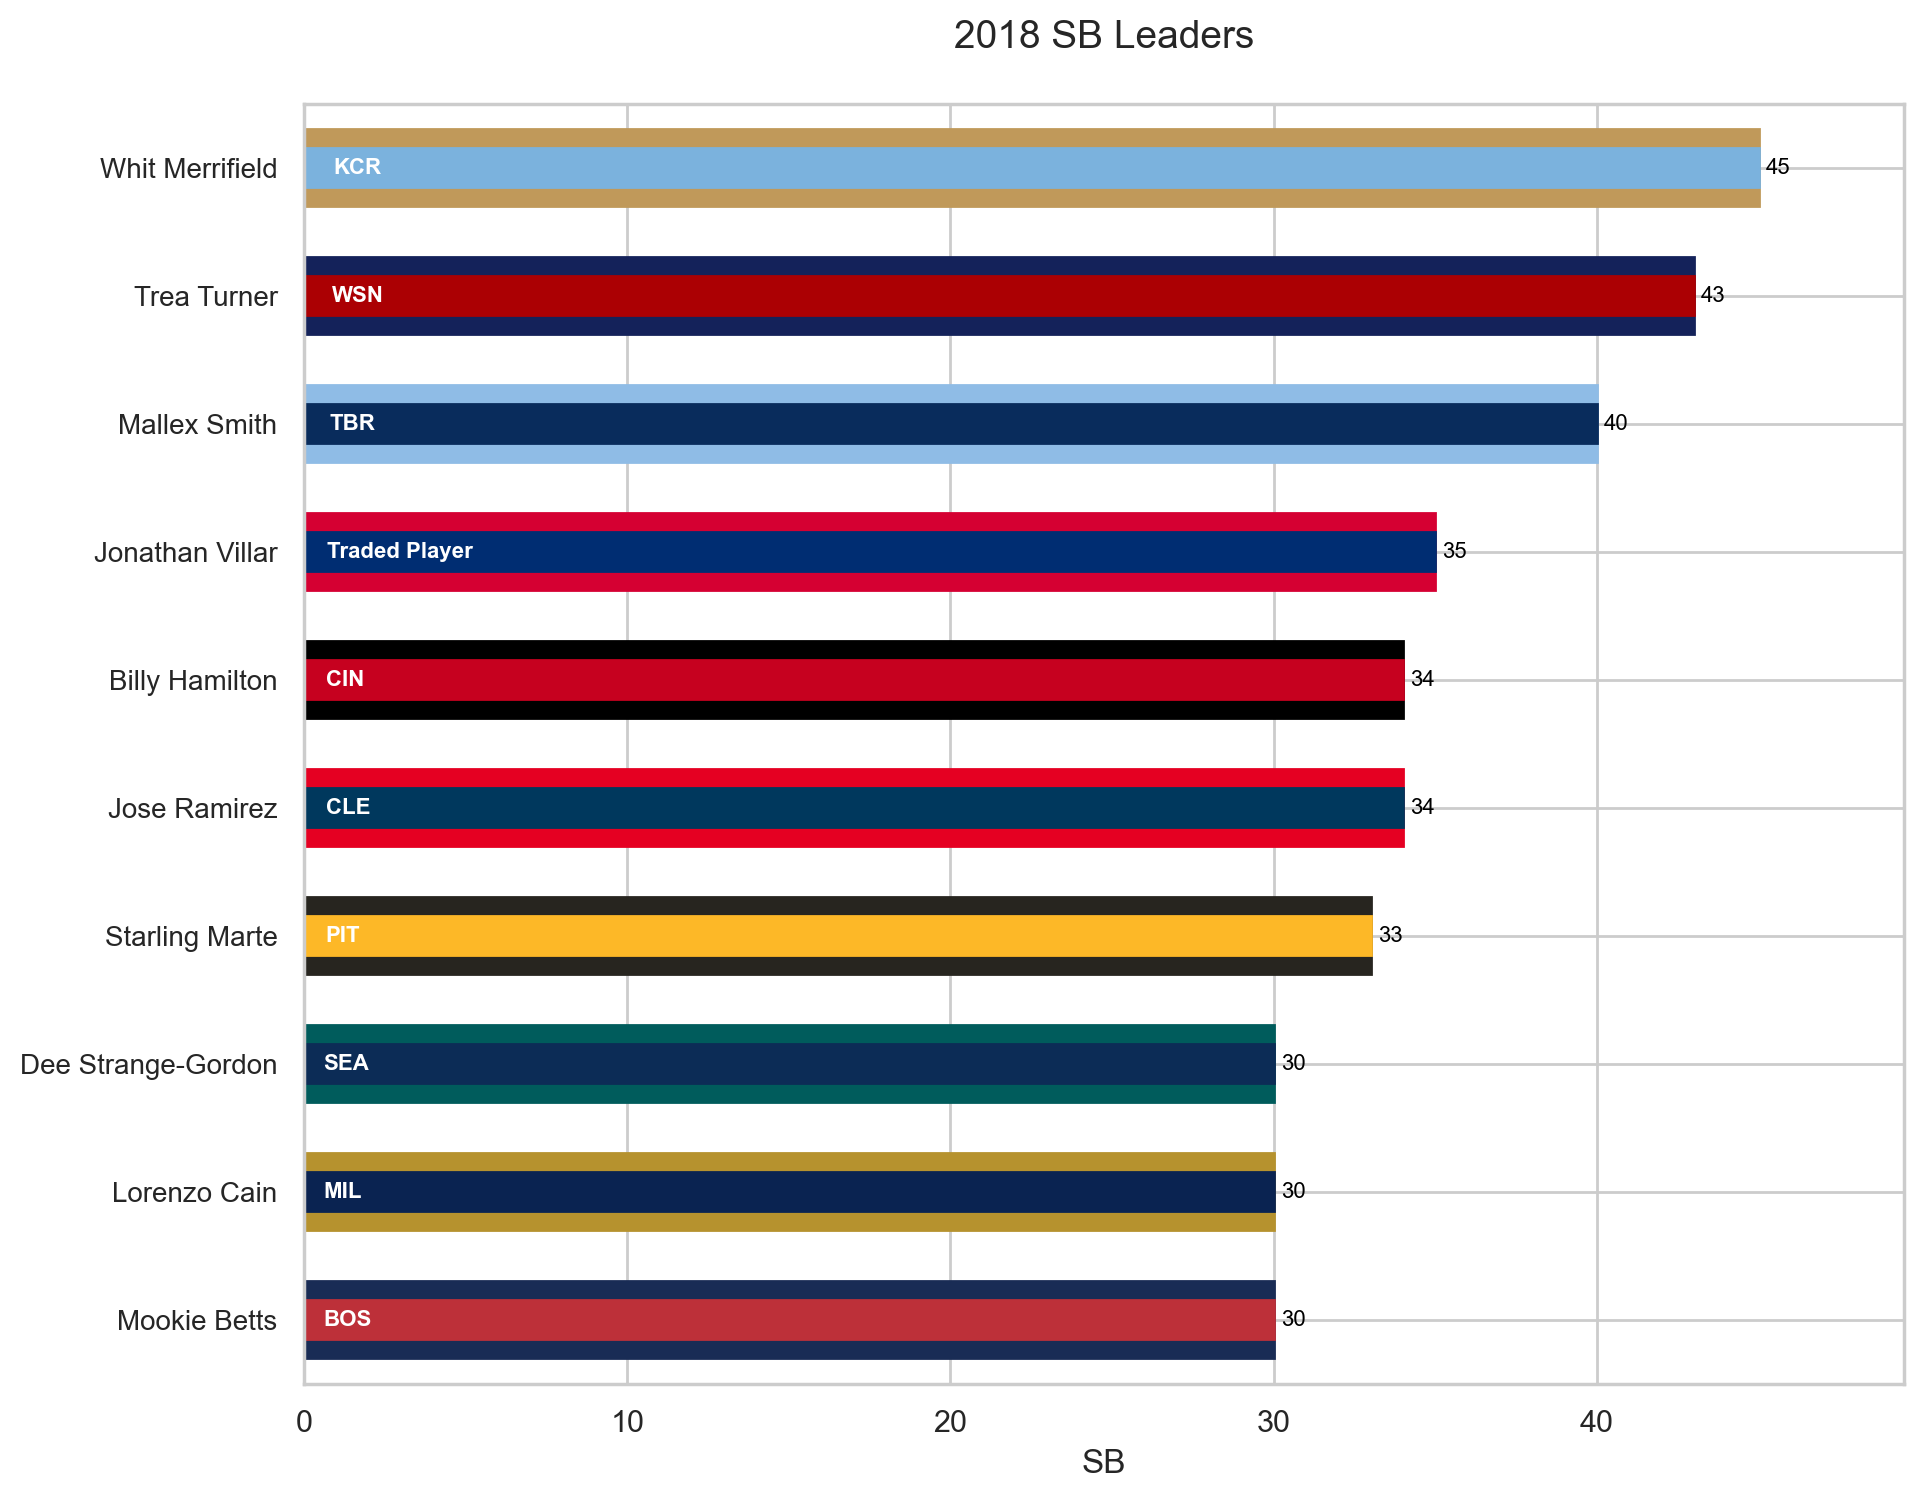 2018 SB Leaders
Whit Merrifield KCR 45
Trea Turner WSN 43
Mallex Smith TBR 40
Jonathan Villar Traded Player 35
Billy Hamilton CIN 34
Jose Ramirez CLE 34
Starling Marte PIT 33
Dee Strange-Gordon SEA 30
Lorenzo Cain MIL 30
Mookie Betts BOS 30
0 10 20 30 40
SB